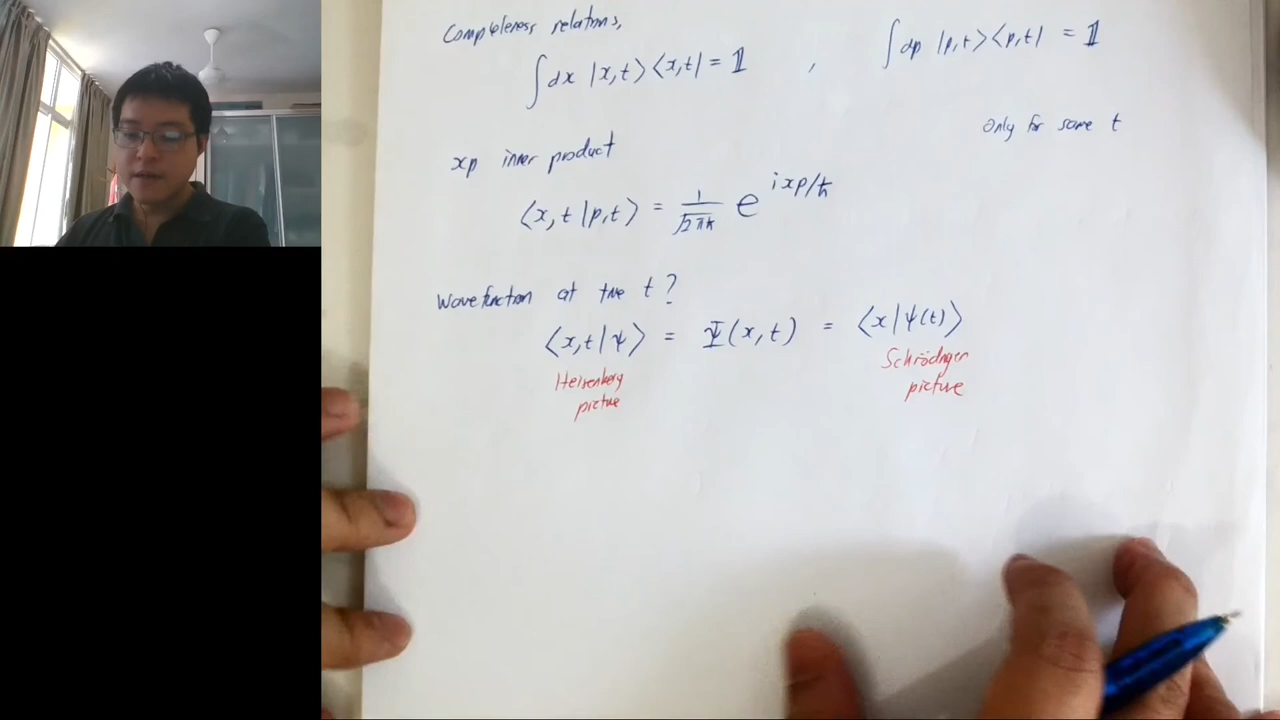 Completeness relations,
∫dx |x,t⟩⟨x,t| = 𝟙 , ∫dp |p,t⟩⟨p,t| = 𝟙
Only for same t
xp inner product
⟨x,t|p,t⟩ = 1/√2πħ e^{ixp/ħ}
Wavefunction at time t?
⟨x,t|ψ⟩ = Ψ(x,t) = ⟨x|ψ(t)⟩
Heisenberg picture
Schrödinger picture